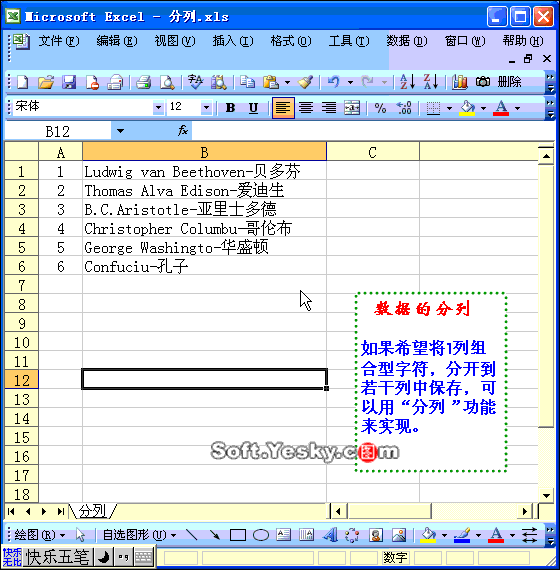 Microsoft Excel - 分列.xls
文件(F) 编辑(E) 视图(V) 插入(I) 格式(O) 工具(T) 数据(D) 窗口(W) 帮助(H)
删除
宋体 12 B U
B12 fx
A B C
1 1 Ludwig van Beethoven-贝多芬
2 2 Thomas Alva Edison-爱迪生
3 3 B.C.Aristotle-亚里士多德
4 4 Christopher Columbu-哥伦布
5 5 George Washingto-华盛顿
6 6 Confuciu-孔子
7
8
9
10
11
12
13
14
15
16
17
18
数据的分列
如果希望将1列组
合型字符，分开到
若干列中保存，可
以用“分列 ”功能
来实现。
Soft.Yesky.c图m
分列
绘图(R) 自选图形(U)
快乐无比 快乐五笔
数字